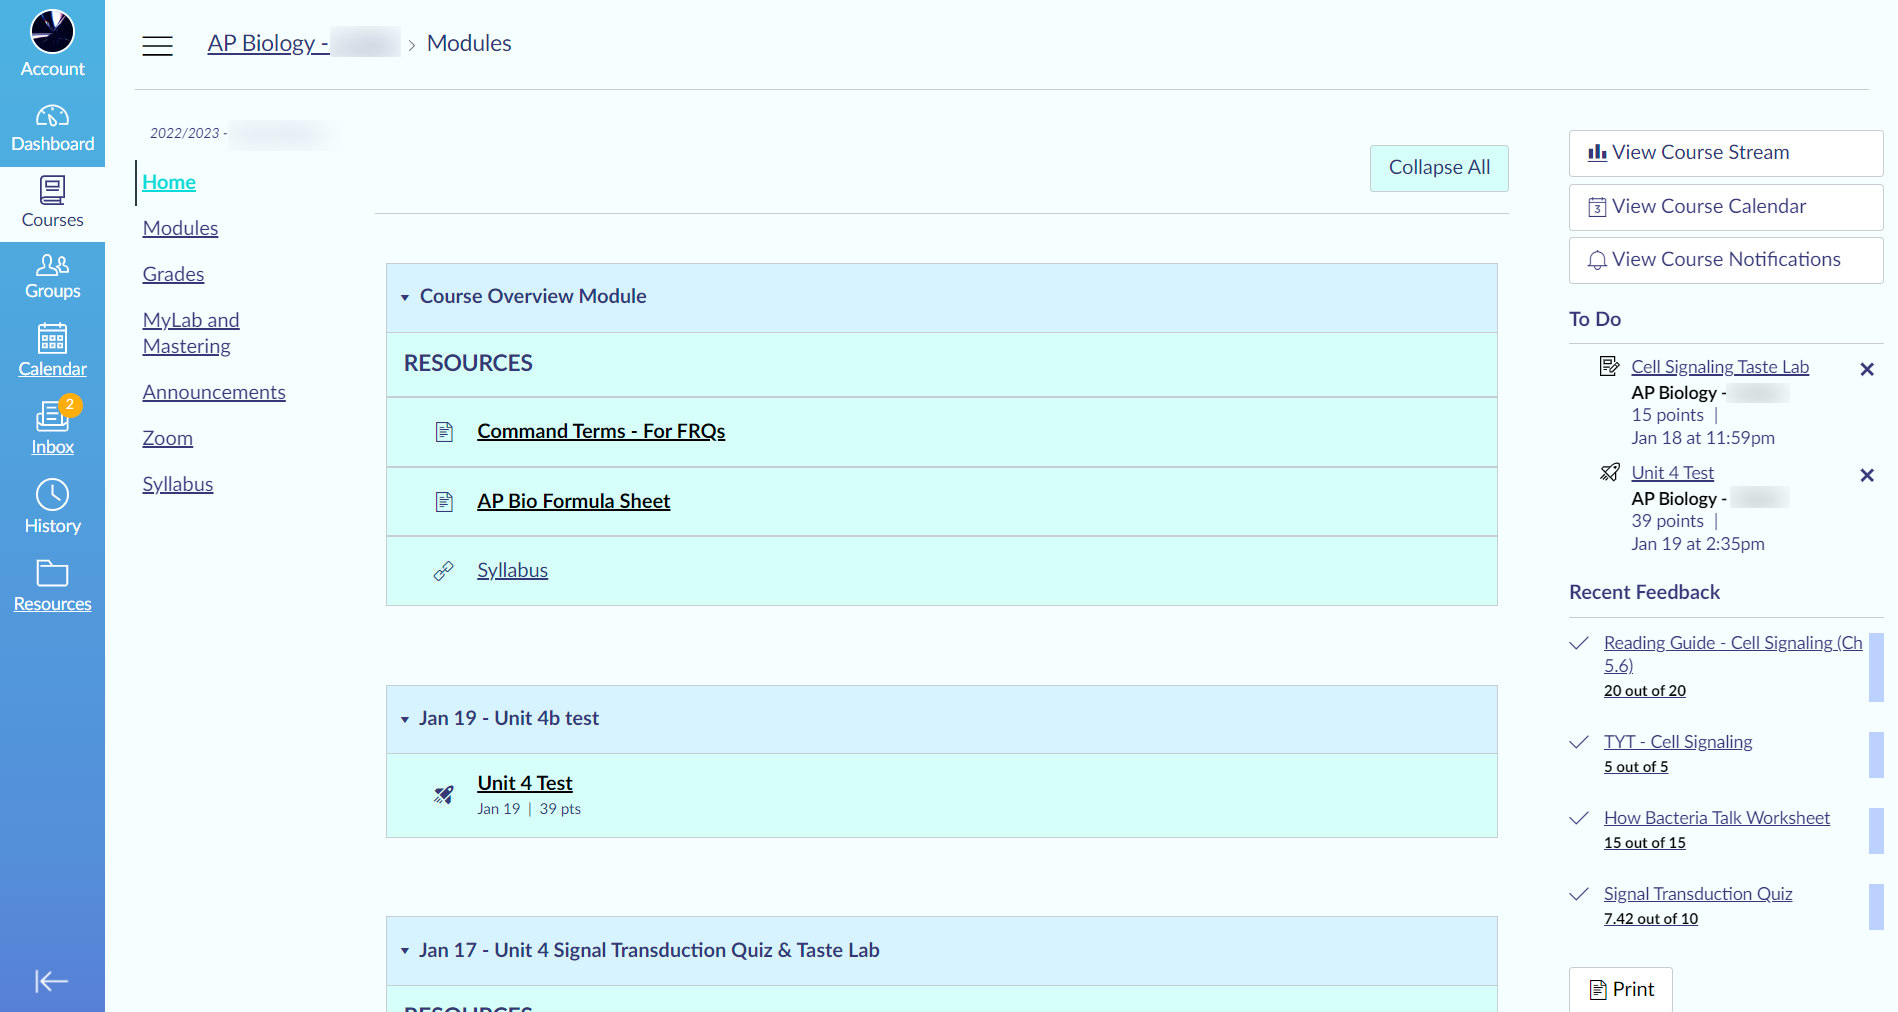 Account
Dashboard
Courses
Groups
Calendar
2
Inbox
History
Resources
AP Biology -
› Modules
2022/2023 -
Home
Modules
Grades
MyLab and
Mastering
Announcements
Zoom
Syllabus
Collapse All
Course Overview Module
RESOURCES
Command Terms - For FRQs
AP Bio Formula Sheet
Syllabus
Jan 19 - Unit 4b test
Unit 4 Test
Jan 19 | 39 pts
Jan 17 - Unit 4 Signal Transduction Quiz & Taste Lab
RESOURCES
View Course Stream
3
View Course Calendar
View Course Notifications
To Do
Cell Signaling Taste Lab
AP Biology -
15 points |
Jan 18 at 11:59pm
Unit 4 Test
AP Biology -
39 points |
Jan 19 at 2:35pm
Recent Feedback
Reading Guide - Cell Signaling (Ch
5.6)
20 out of 20
TYT - Cell Signaling
5 out of 5
How Bacteria Talk Worksheet
15 out of 15
Signal Transduction Quiz
7.42 out of 10
Print